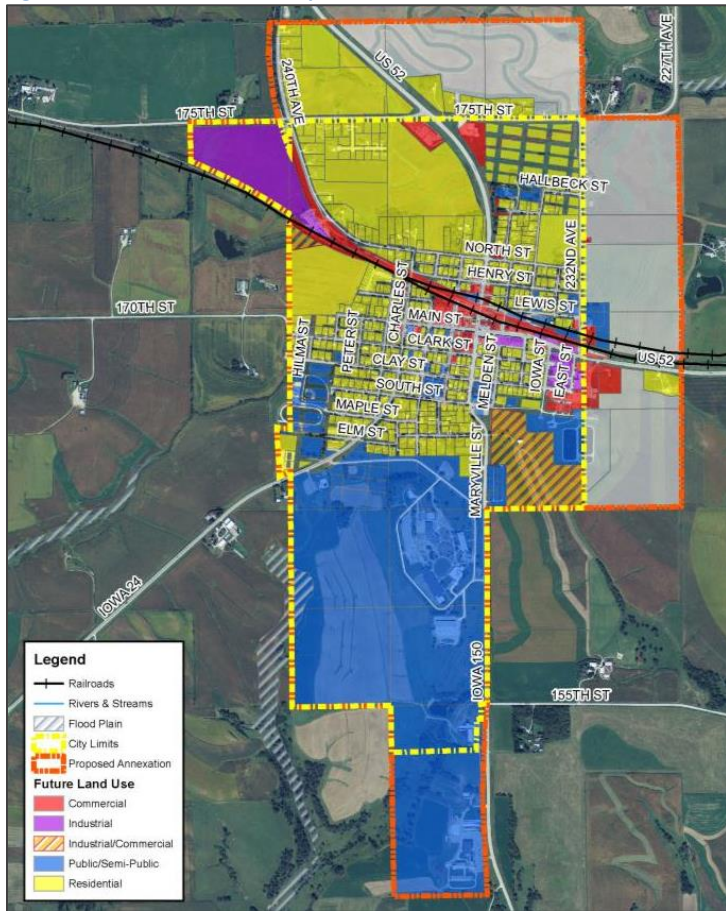 US 52
227TH AVE
240TH AVE
175TH ST
175TH ST
HALLBECK ST
NORTH ST
232ND AVE
HENRY ST
CHARLES ST
LEWIS ST
170TH ST
MAIN ST
PETER ST
CLARK ST
US 52
HILMA ST
CLAY ST
MELDEN ST
IOWA ST
EAST ST
SOUTH ST
MAPLE ST
ELM ST
MARYVILLE ST
IOWA 24
IOWA 150
155TH ST
Legend
Railroads
Rivers & Streams
Flood Plain
City Limits
Proposed Annexation
Future Land Use
Commercial
Industrial
Industrial/Commercial
Public/Semi-Public
Residential